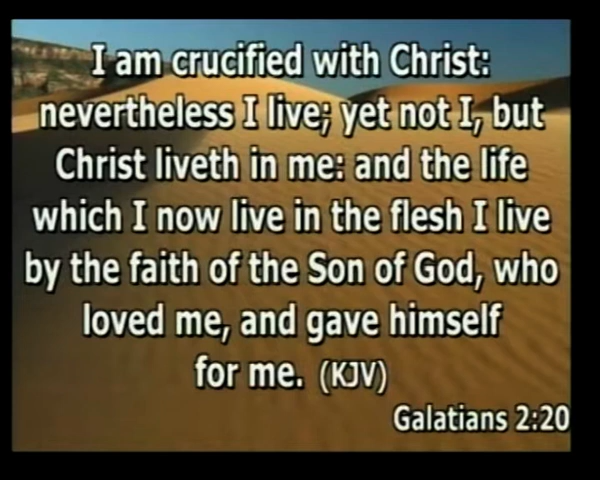 I am crucified with Christ:
nevertheless I live; yet not I, but
Christ liveth in me: and the life
which I now live in the flesh I live
by the faith of the Son of God, who
loved me, and gave himself
for me. (KJV)
Galatians 2:20